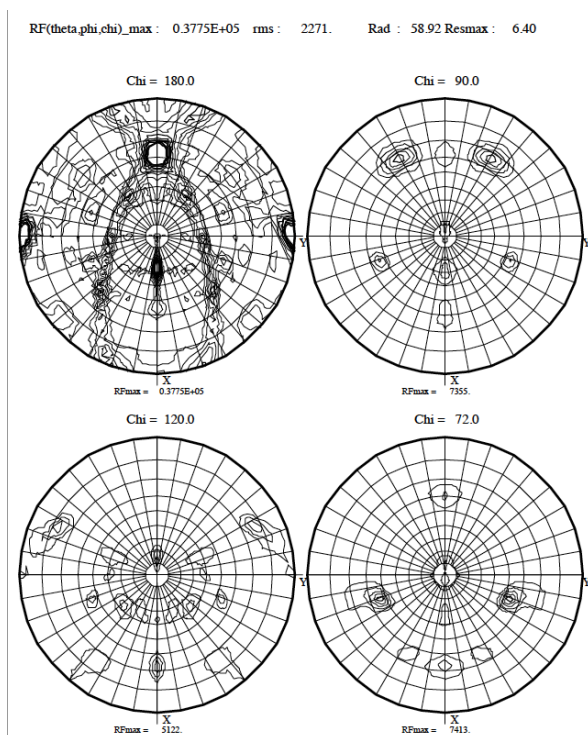 RF(theta,phi,chi)_max : 0.3775E+05 rms : 2271. Rad : 58.92 Resmax : 6.40
Chi = 180.0 Chi = 90.0
Y Y
X X
RFmax = 0.3775E+05 RFmax = 7355.
Chi = 120.0 Chi = 72.0
Y Y
X X
RFmax = 5122. RFmax = 7413.